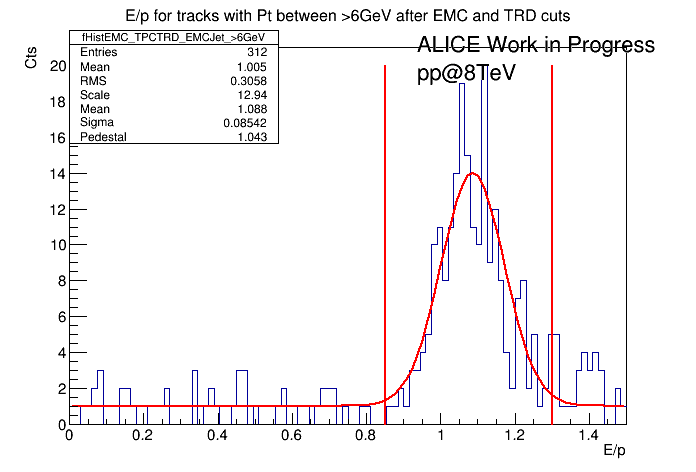 E/p for tracks with Pt between >6GeV after EMC and TRD cuts
fHistEMC_TPCTRD_EMCJet_>6GeV
Entries 312
Mean 1.005
RMS 0.3058
Scale 12.94
Mean 1.088
Sigma 0.08542
Pedestal 1.043
ALICE Work in Progress
pp@8TeV
Cts
20
18
16
14
12
10
8
6
4
2
0
0 0.2 0.4 0.6 0.8 1 1.2 1.4
E/p